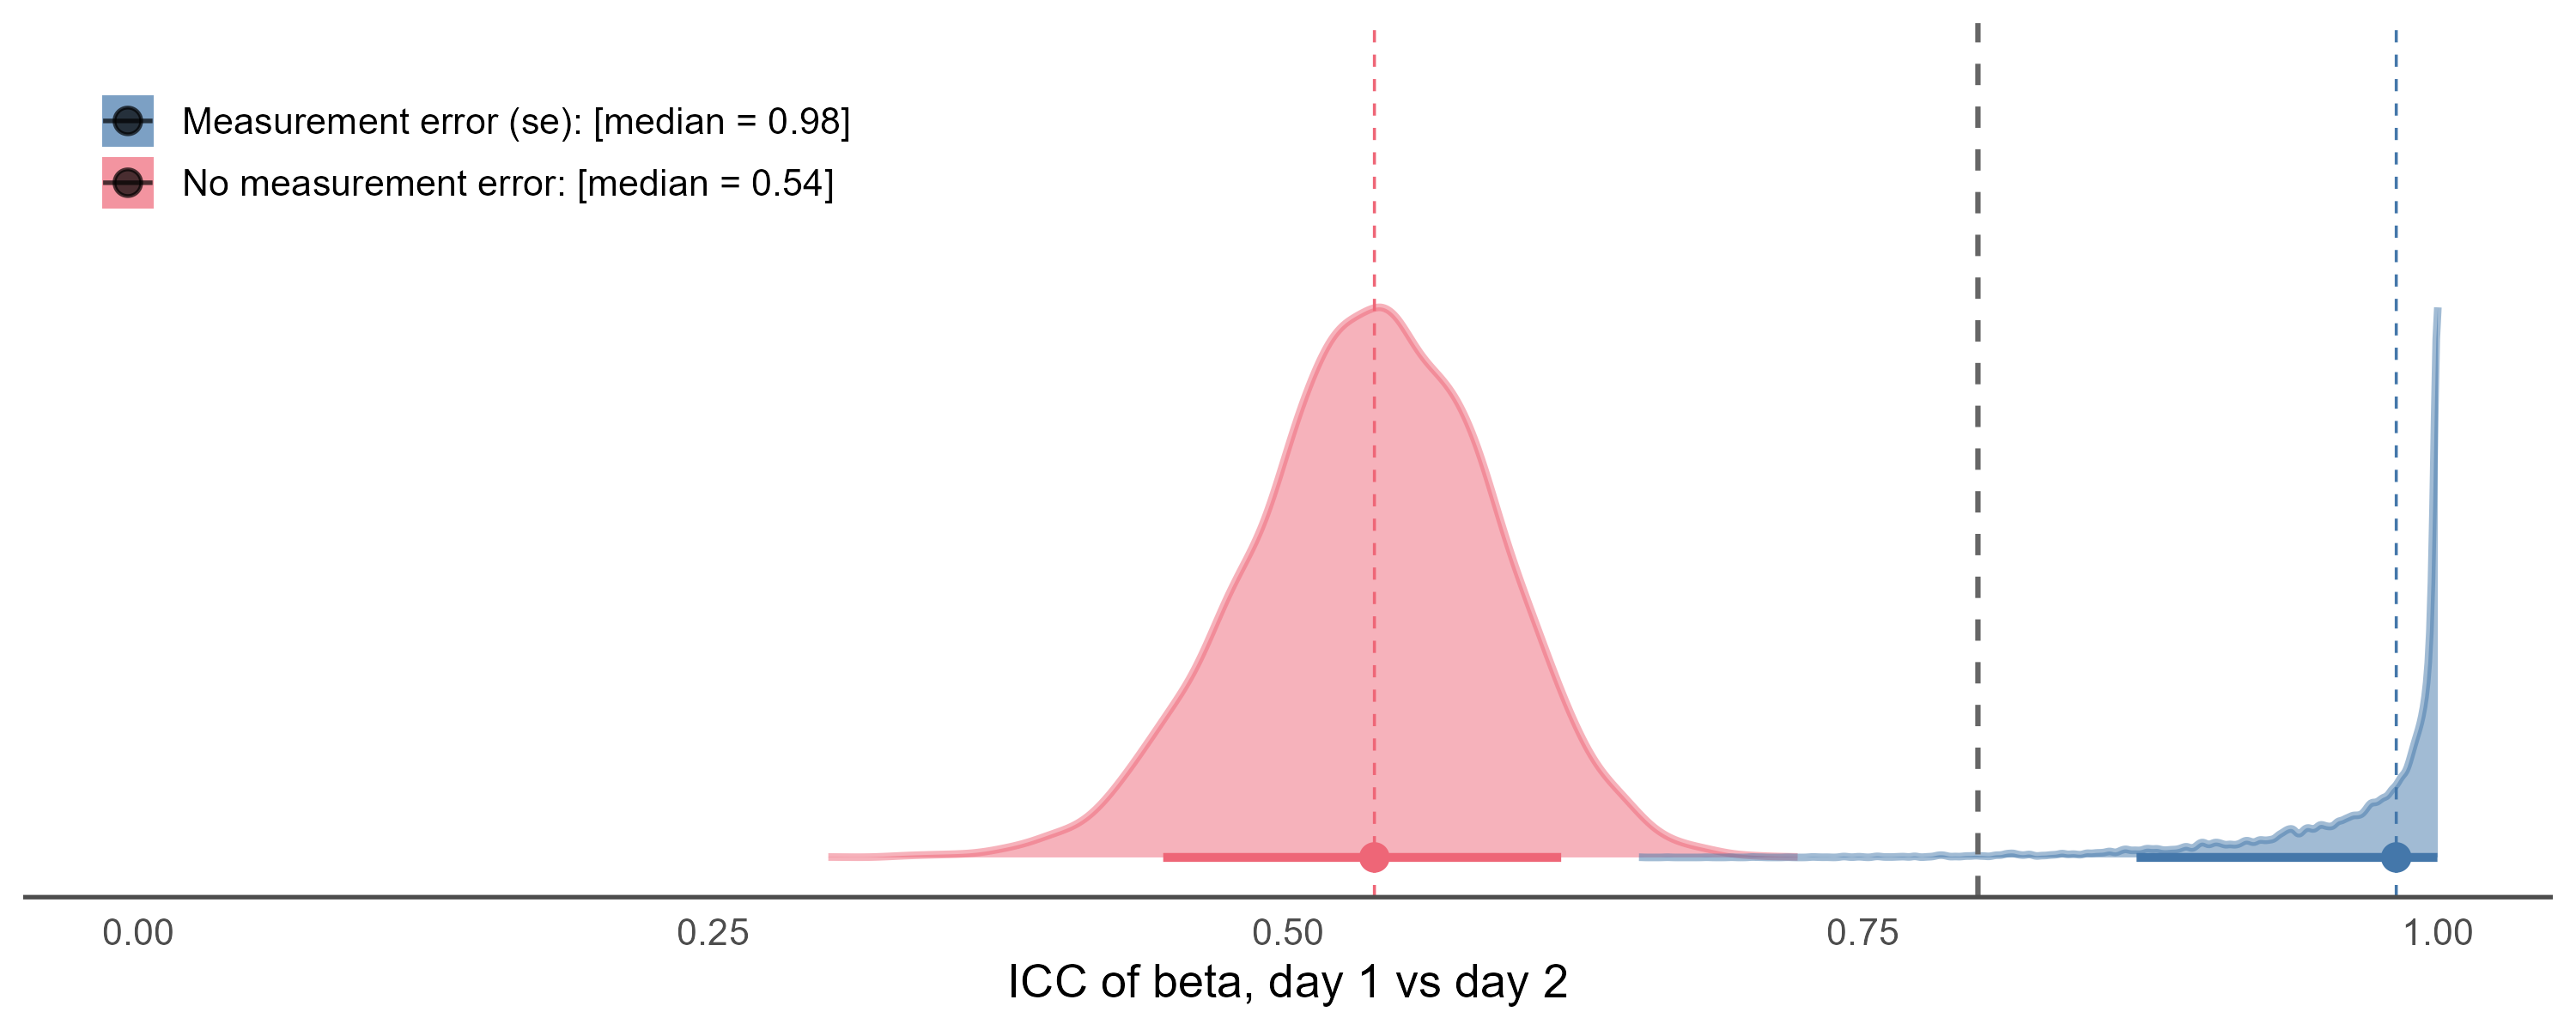 Measurement error (se): [median = 0.98]
No measurement error: [median = 0.54]
0.00 0.25 0.50 0.75 1.00
ICC of beta, day 1 vs day 2